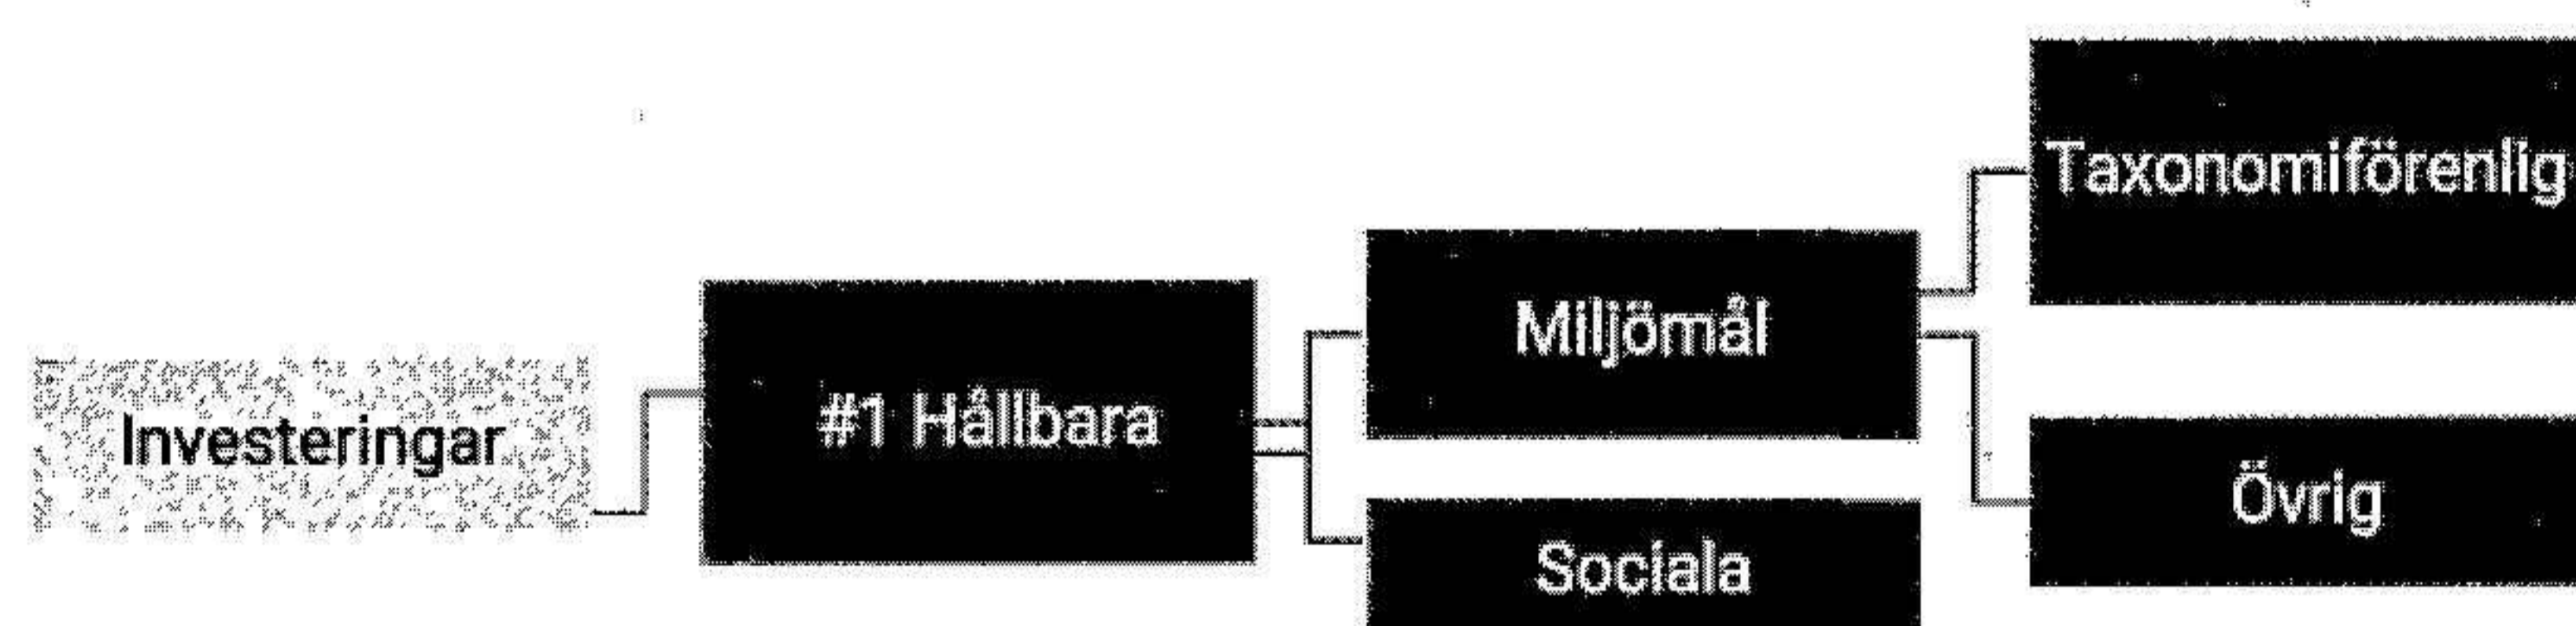 Taxonomiförenlig
Miljömål
#1 Hållbara
Investeringar
Övrig
Sociala